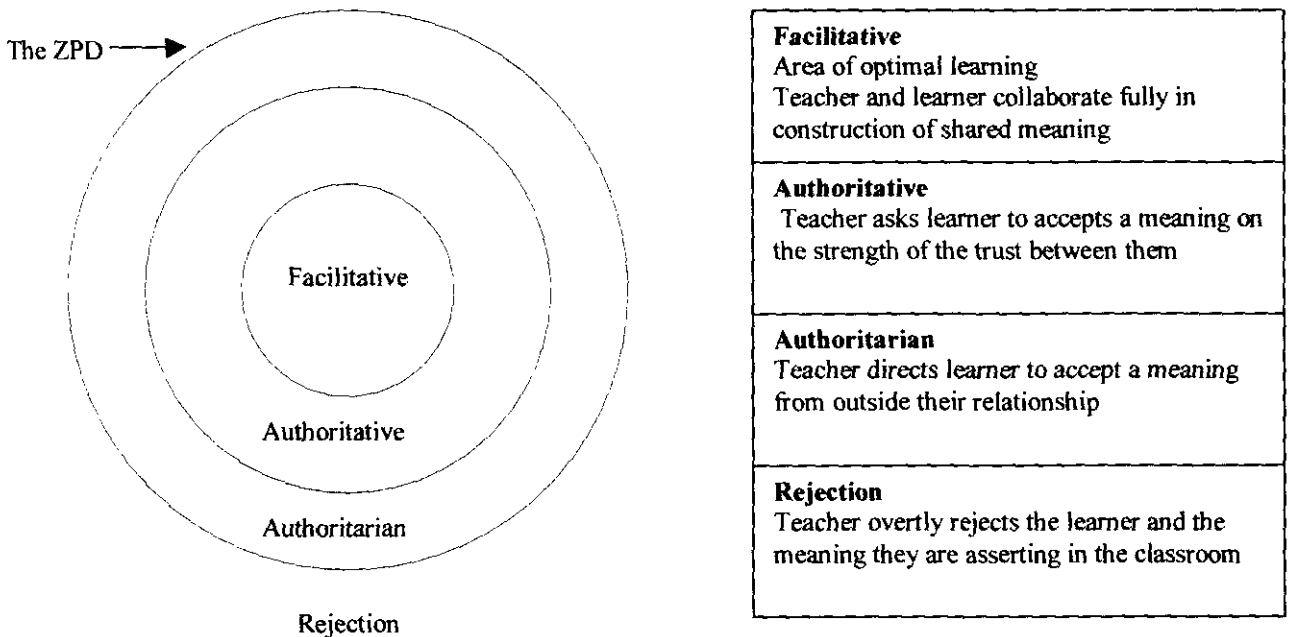 The ZPD
Facilitative
Authoritative
Authoritarian
Rejection
Facilitative
Area of optimal learning
Teacher and learner collaborate fully in
construction of shared meaning
Authoritative
Teacher asks learner to accepts a meaning on
the strength of the trust between them
Authoritarian
Teacher directs learner to accept a meaning
from outside their relationship
Rejection
Teacher overtly rejects the learner and the
meaning they are asserting in the classroom